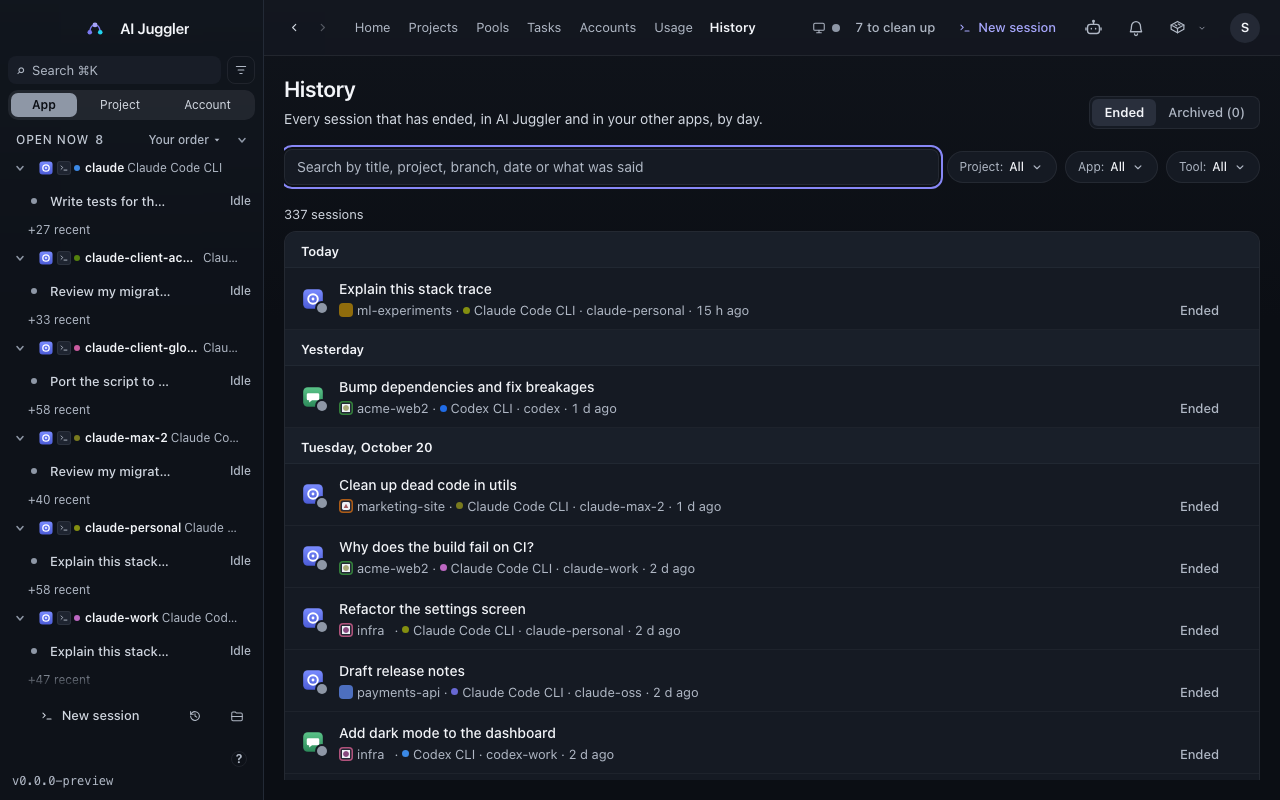 AI Juggler
Search ⌘K
App Project Account
OPEN NOW 8 Your order
claude Claude Code CLI
Write tests for th... Idle
+27 recent
claude-client-ac... Clau...
Review my migrat... Idle
+33 recent
claude-client-glo... Clau...
Port the script to ... Idle
+58 recent
claude-max-2 Claude Co...
Review my migrat... Idle
+40 recent
claude-personal Claude ...
Explain this stack... Idle
+58 recent
claude-work Claude Cod...
Explain this stack... Idle
+47 recent
New session
?
v0.0.0-preview
Home Projects Pools Tasks Accounts Usage History
7 to clean up
New session
S
History
Every session that has ended, in AI Juggler and in your other apps, by day.
Ended Archived (0)
Search by title, project, branch, date or what was said
Project: All App: All Tool: All
337 sessions
Today
Explain this stack trace
ml-experiments · Claude Code CLI · claude-personal · 15 h ago Ended
Yesterday
Bump dependencies and fix breakages
acme-web2 · Codex CLI · codex · 1 d ago Ended
Tuesday, October 20
Clean up dead code in utils
marketing-site · Claude Code CLI · claude-max-2 · 1 d ago Ended
Why does the build fail on CI?
acme-web2 · Claude Code CLI · claude-work · 2 d ago Ended
Refactor the settings screen
infra · Claude Code CLI · claude-personal · 2 d ago Ended
Draft release notes
payments-api · Claude Code CLI · claude-oss · 2 d ago Ended
Add dark mode to the dashboard
infra · Codex CLI · codex-work · 2 d ago Ended